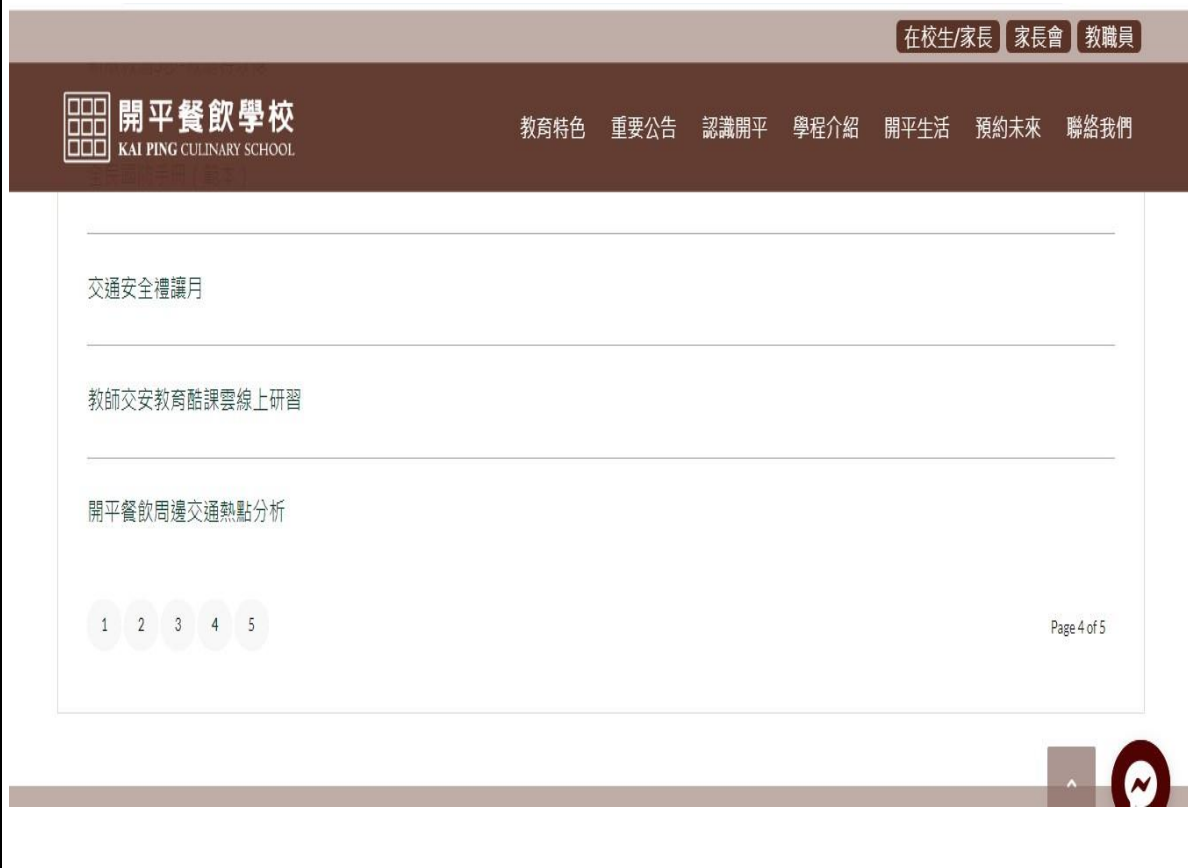 在校生/家長 家長會 教職員
開平餐飲學校
KAI PING CULINARY SCHOOL
教育特色 重要公告 認識開平 學程介紹 開平生活 預約未來 聯絡我們
交通安全禮讓月
教師交安教育酷課雲線上研習
開平餐飲周邊交通熱點分析
1 2 3 4 5
Page 4 of 5